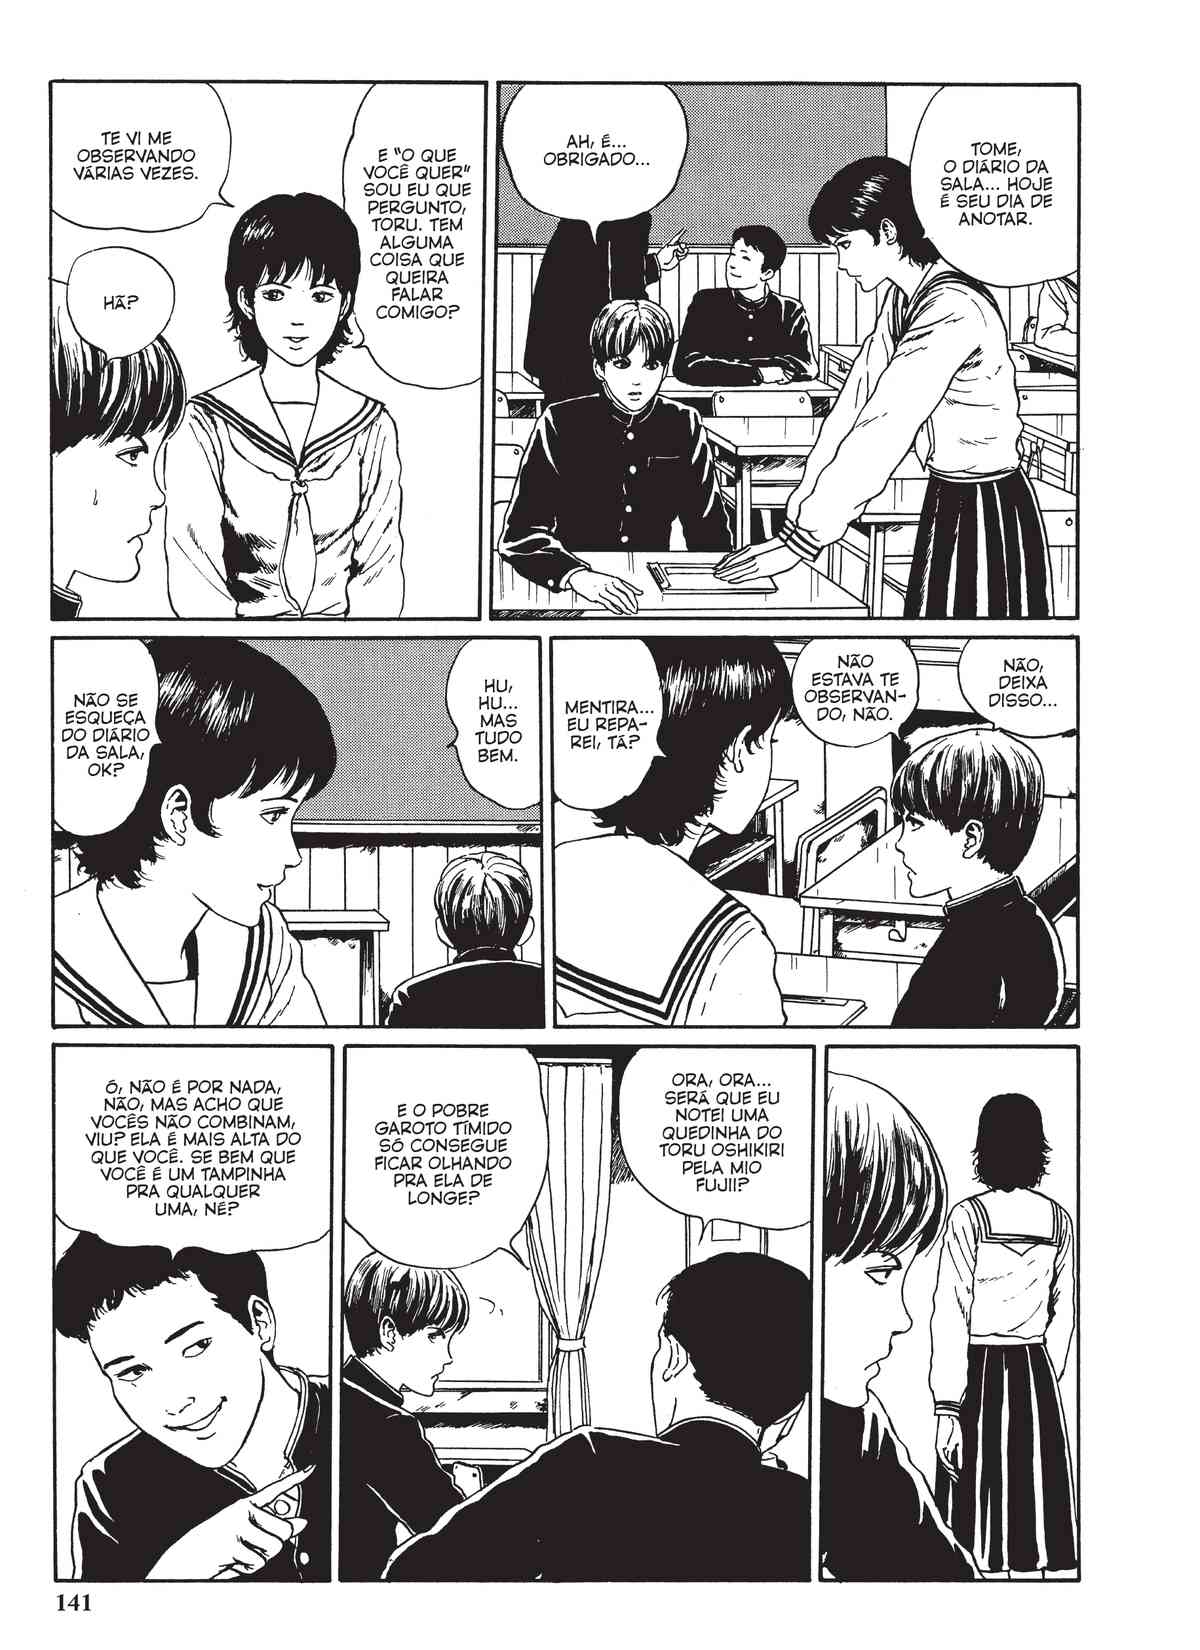 TOME,
O DIÁRIO DA
SALA... HOJE
É SEU DIA DE
ANOTAR.
AH, É...
OBRIGADO...
E "O QUE
VOCÊ QUER"
SOU EU QUE
PERGUNTO,
TORU. TEM
ALGUMA
COISA QUE
QUEIRA
FALAR
COMIGO?
TE VI ME
OBSERVANDO
VÁRIAS VEZES.
HÃ?
NÃO,
DEIXA
DISSO...
NÃO
ESTAVA TE
OBSERVAN-
DO, NÃO.
MENTIRA...
EU REPA-
REI, TÁ?
HU,
HU...
MAS
TUDO
BEM.
NÃO SE
ESQUEÇA
DO DIÁRIO
DA SALA,
OK?
ORA, ORA...
SERÁ QUE EU
NOTEI UMA
QUEDINHA DO
TORU OSHIKIRI
PELA MIO
FUJII?
E O POBRE
GAROTO TÍMIDO
SÓ CONSEGUE
FICAR OLHANDO
PRA ELA DE
LONGE?
Ó, NÃO É POR NADA,
NÃO, MAS ACHO QUE
VOCÊS NÃO COMBINAM,
VIU? ELA É MAIS ALTA DO
QUE VOCÊ. SE BEM QUE
VOCÊ É UM TAMPINHA
PRA QUALQUER
UMA, NÉ?
141